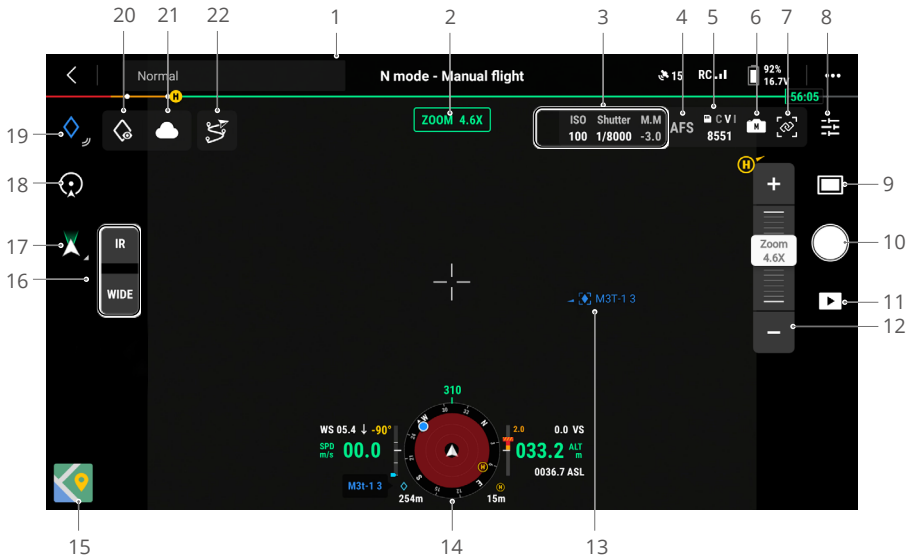 20 21 22 1 2 3 4 5 6 7 8
Normal
N mode - Manual flight
15
RC
92%
16.7V
56:05
H
ZOOM 4.6X
ISO Shutter M.M
100 1/8000 -3.0
AFS
C V I
8551
M
19
18
17
16
IR
WIDE
H
+
Zoom
4.6X
−
9
10
11
12
M3T-1 3
310
WS 05.4 ↓ -90°
SPD
m/s
00.0
N
E
S
W
H
2.0
0.0 VS
033.2 ALT
m
0036.7 ASL
M3t-1 3
254m
H
15m
15
14
13